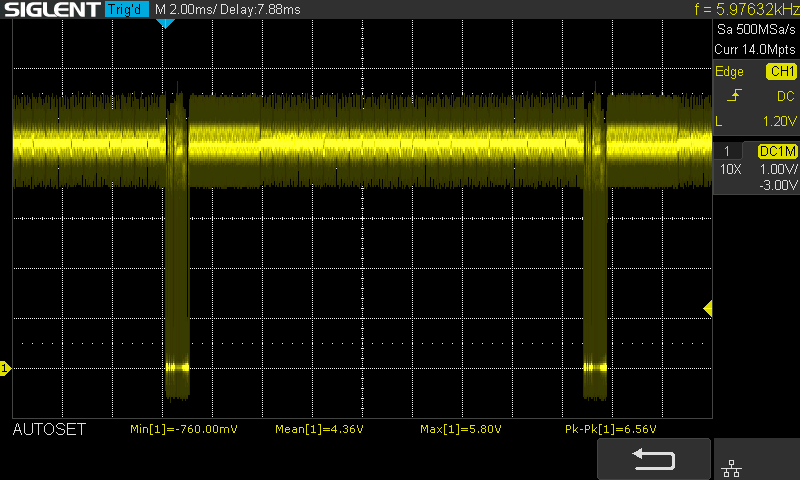 SIGLENT Trig'd M 2.00ms/ Delay:7.88ms f = 5.97632kHz
Sa 500MSa/s
Curr 14.0Mpts
Edge CH1
DC
L 1.20V
1 DC1M
10X 1.00V/
-3.00V
1
AUTOSET Min[1]=-760.00mV Mean[1]=4.36V Max[1]=5.80V Pk-Pk[1]=6.56V